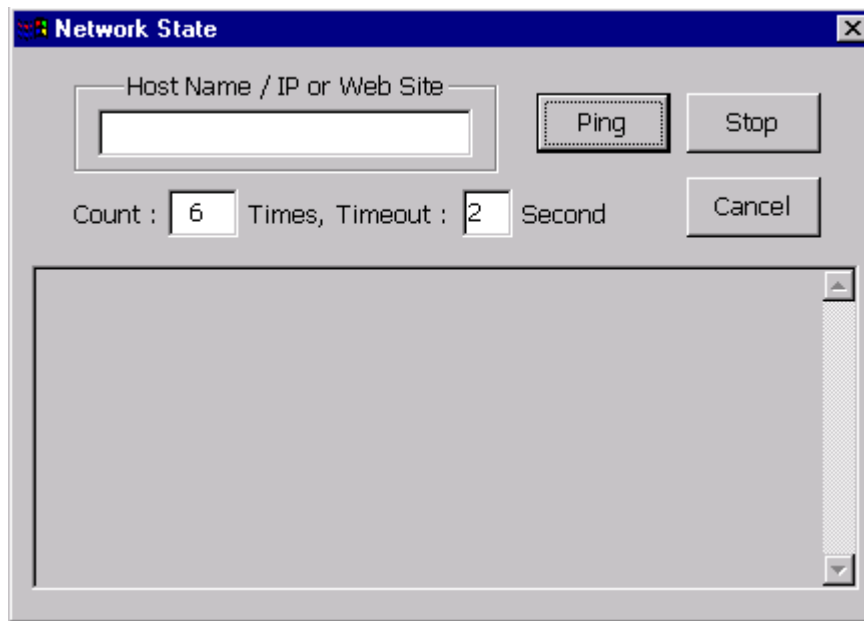 Network State
Host Name / IP or Web Site
Ping
Stop
Count : 6 Times, Timeout : 2 Second
Cancel